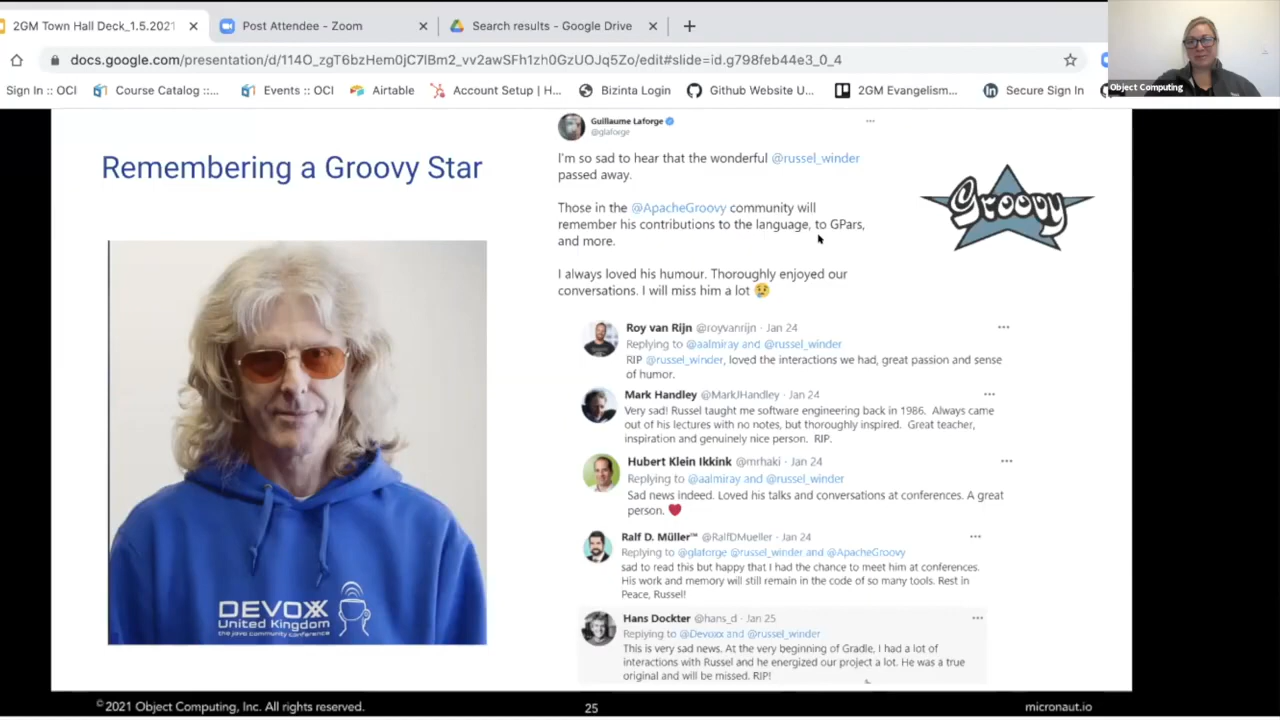 2GM Town Hall Deck_1.5.2021
Post Attendee - Zoom
Search results - Google Drive
docs.google.com/presentation/d/114O_zgT6bzHem0jC7lBm2_vv2awSFh1zh0GzUOJq5Zo/edit#slide=id.g798feb44e3_0_4
Sign In :: OCI
Course Catalog ::...
Events :: OCI
Airtable
Account Setup | H...
Bizinta Login
Github Website U...
2GM Evangelism...
Secure Sign In
Object Computing
Remembering a Groovy Star
Guillaume Laforge
@glaforge
I'm so sad to hear that the wonderful @russel_winder
passed away.
Those in the @ApacheGroovy community will
remember his contributions to the language, to GPars,
and more.
I always loved his humour. Thoroughly enjoyed our
conversations. I will miss him a lot 😢
Groovy
Roy van Rijn @royvanrijn · Jan 24
Replying to @aalmiray and @russel_winder
RIP @russel_winder, loved the interactions we had, great passion and sense
of humor.
Mark Handley @MarkJHandley · Jan 24
Very sad! Russel taught me software engineering back in 1986. Always came
out of his lectures with no notes, but thoroughly inspired. Great teacher,
inspiration and genuinely nice person. RIP.
Hubert Klein Ikkink @mrhaki · Jan 24
Replying to @aalmiray and @russel_winder
Sad news indeed. Loved his talks and conversations at conferences. A great
person. ❤️
Ralf D. Müller™ @RalfDMueller · Jan 24
Replying to @glaforge @russel_winder and @ApacheGroovy
sad to read this but happy that I had the chance to meet him at conferences.
His work and memory will still remain in the code of so many tools. Rest in
Peace, Russel!
Hans Dockter @hans_d · Jan 25
Replying to @Devoxx and @russel_winder
This is very sad news. At the very beginning of Gradle, I had a lot of
interactions with Russel and he energized our project a lot. He was a true
original and will be missed. RIP!
DEVOXX
United Kingdom
the java community conference
© 2021 Object Computing, Inc. All rights reserved.
25
micronaut.io